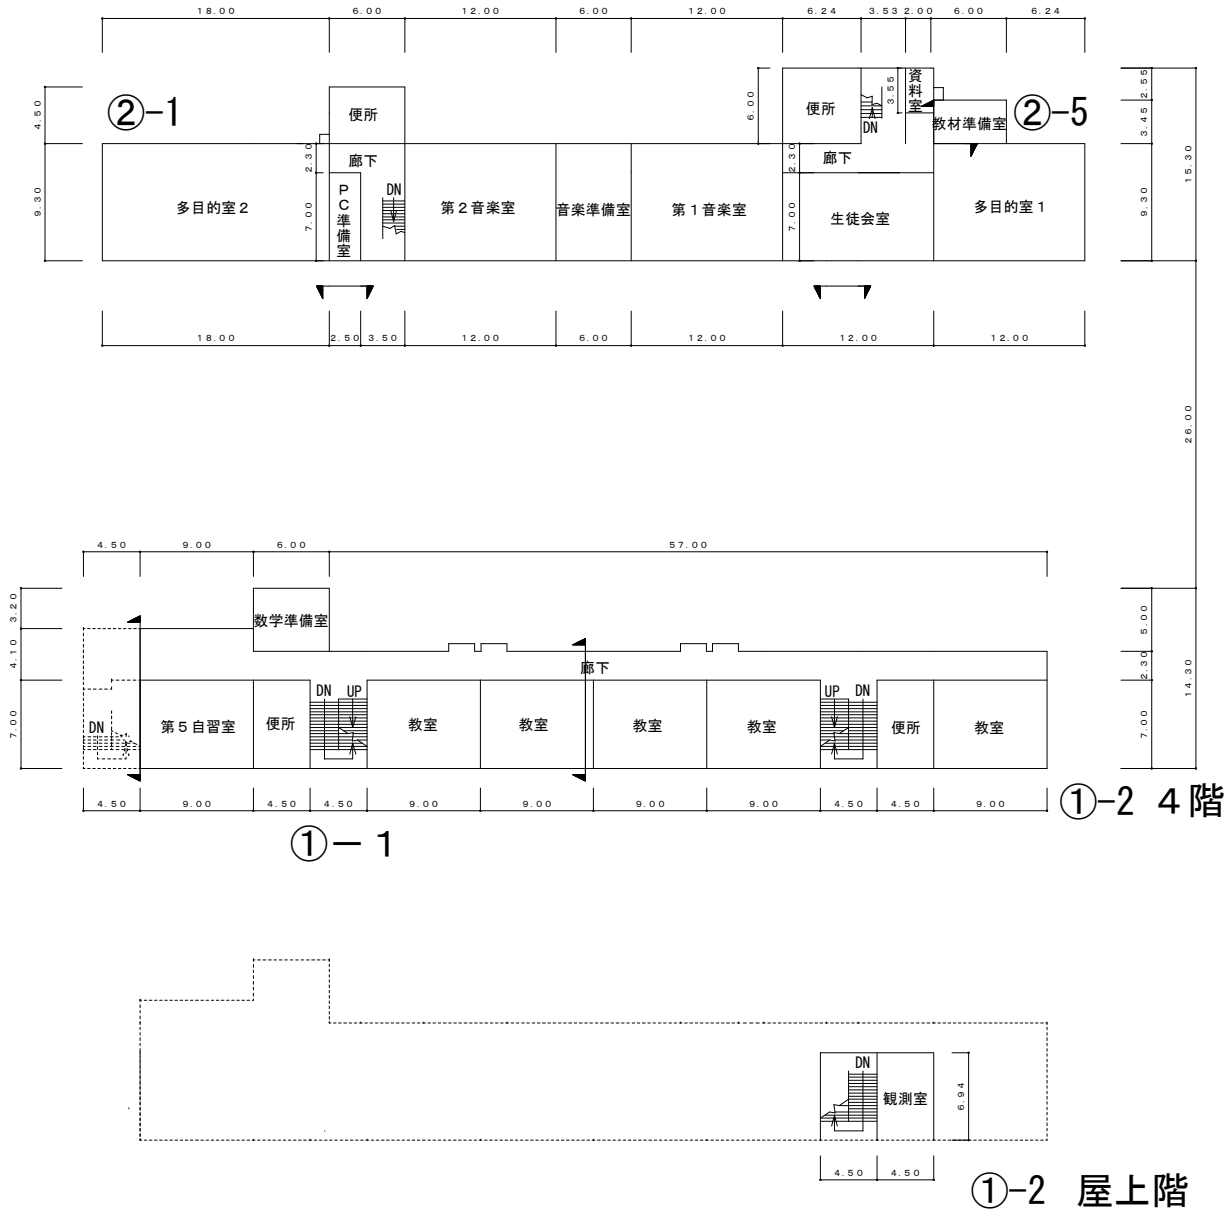 18.00 6.00 12.00 6.00 12.00 6.24 3.53 2.00 6.00 6.24
②-1
4.50
便所
6.00
便所
3.55
資料室
DN
教材準備室
②-5
2.55
3.45
15.30
9.30
多目的室2
2.30
廊下
7.00
PC準備室
DN
第2音楽室
音楽準備室
第1音楽室
2.30
廊下
7.00
生徒会室
多目的室1
9.30
18.00 2.50 3.50 12.00 6.00 12.00 12.00 12.00
26.00
4.50 9.00 6.00 57.00
3.20
4.10
7.00
数学準備室
廊下
5.00
2.30
7.00
14.30
DN
第5自習室
便所
DN UP
教室
教室
教室
教室
UP DN
便所
教室
4.50 9.00 4.50 4.50 9.00 9.00 9.00 9.00 4.50 4.50 9.00
①-2 4階
①-1
DN
観測室
6.94
4.50 4.50
①-2 屋上階